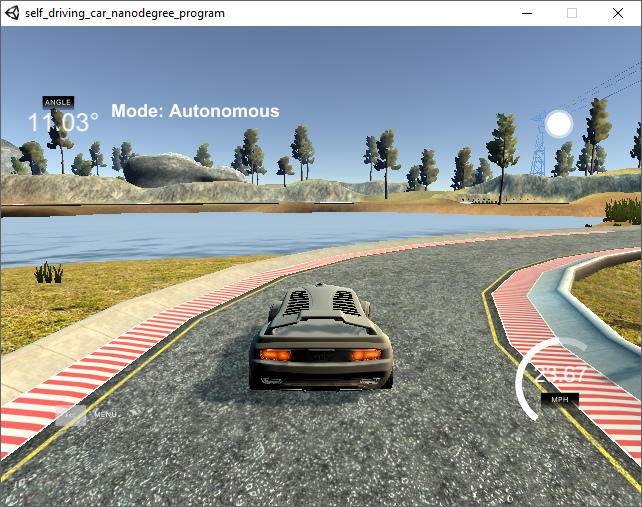 self_driving_car_nanodegree_program
ANGLE
11.03°
Mode: Autonomous
23.67
MPH
MENU